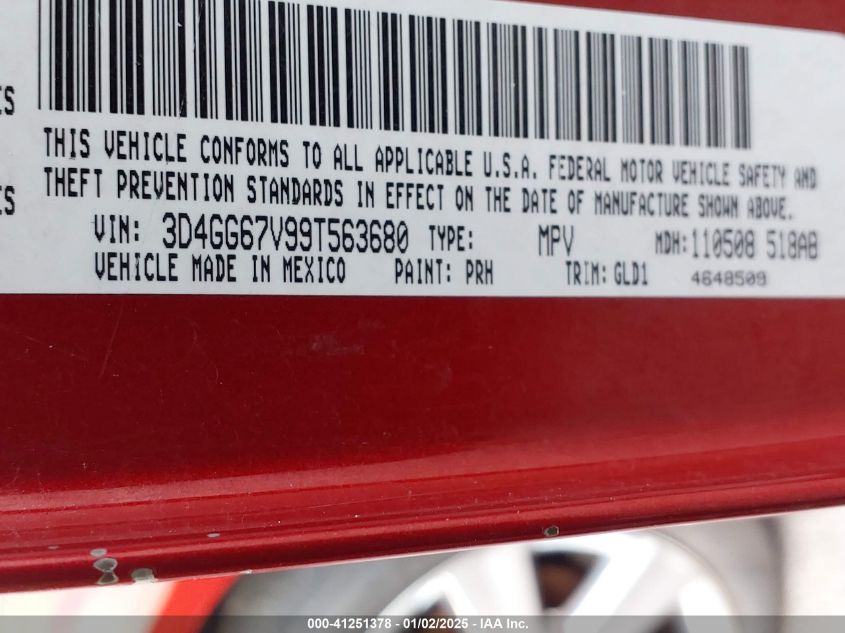 ES
ES
THIS VEHICLE CONFORMS TO ALL APPLICABLE U.S.A. FEDERAL MOTOR VEHICLE SAFETY AND
THEFT PREVENTION STANDARDS IN EFFECT ON THE DATE OF MANUFACTURE SHOWN ABOVE.
VIN: 3D4GG67V99T563680 TYPE: MPV MDH:110508 518AB
VEHICLE MADE IN MEXICO PAINT: PRH TRIM: GLD1 4648509
000-41251378 - 01/02/2025 - IAA Inc.